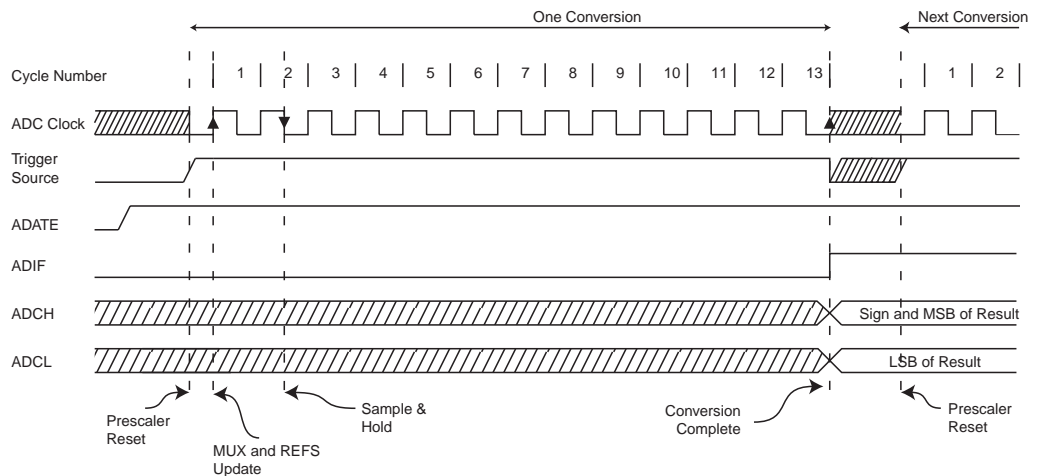 One Conversion
Next Conversion
Cycle Number
1 2 3 4 5 6 7 8 9 10 11 12 13 1 2
ADC Clock
Trigger
Source
ADATE
ADIF
ADCH
Sign and MSB of Result
ADCL
LSB of Result
Prescaler
Reset
MUX and REFS
Update
Sample &
Hold
Conversion
Complete
Prescaler
Reset